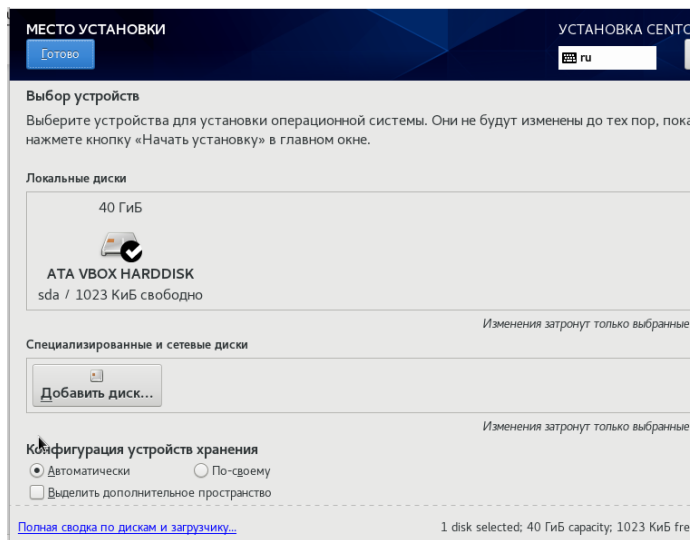 МЕСТО УСТАНОВКИ
УСТАНОВКА CENTO
Готово
ru
Выбор устройств
Выберите устройства для установки операционной системы. Они не будут изменены до тех пор, пока
нажмете кнопку «Начать установку» в главном окне.
Локальные диски
40 ГиБ
ATA VBOX HARDDISK
sda / 1023 КиБ свободно
Изменения затронут только выбранные
Специализированные и сетевые диски
Добавить диск...
Изменения затронут только выбранные
Конфигурация устройств хранения
Автоматически
По-своему
Выделить дополнительное пространство
Полная сводка по дискам и загрузчику...
1 disk selected; 40 ГиБ capacity; 1023 КиБ fre